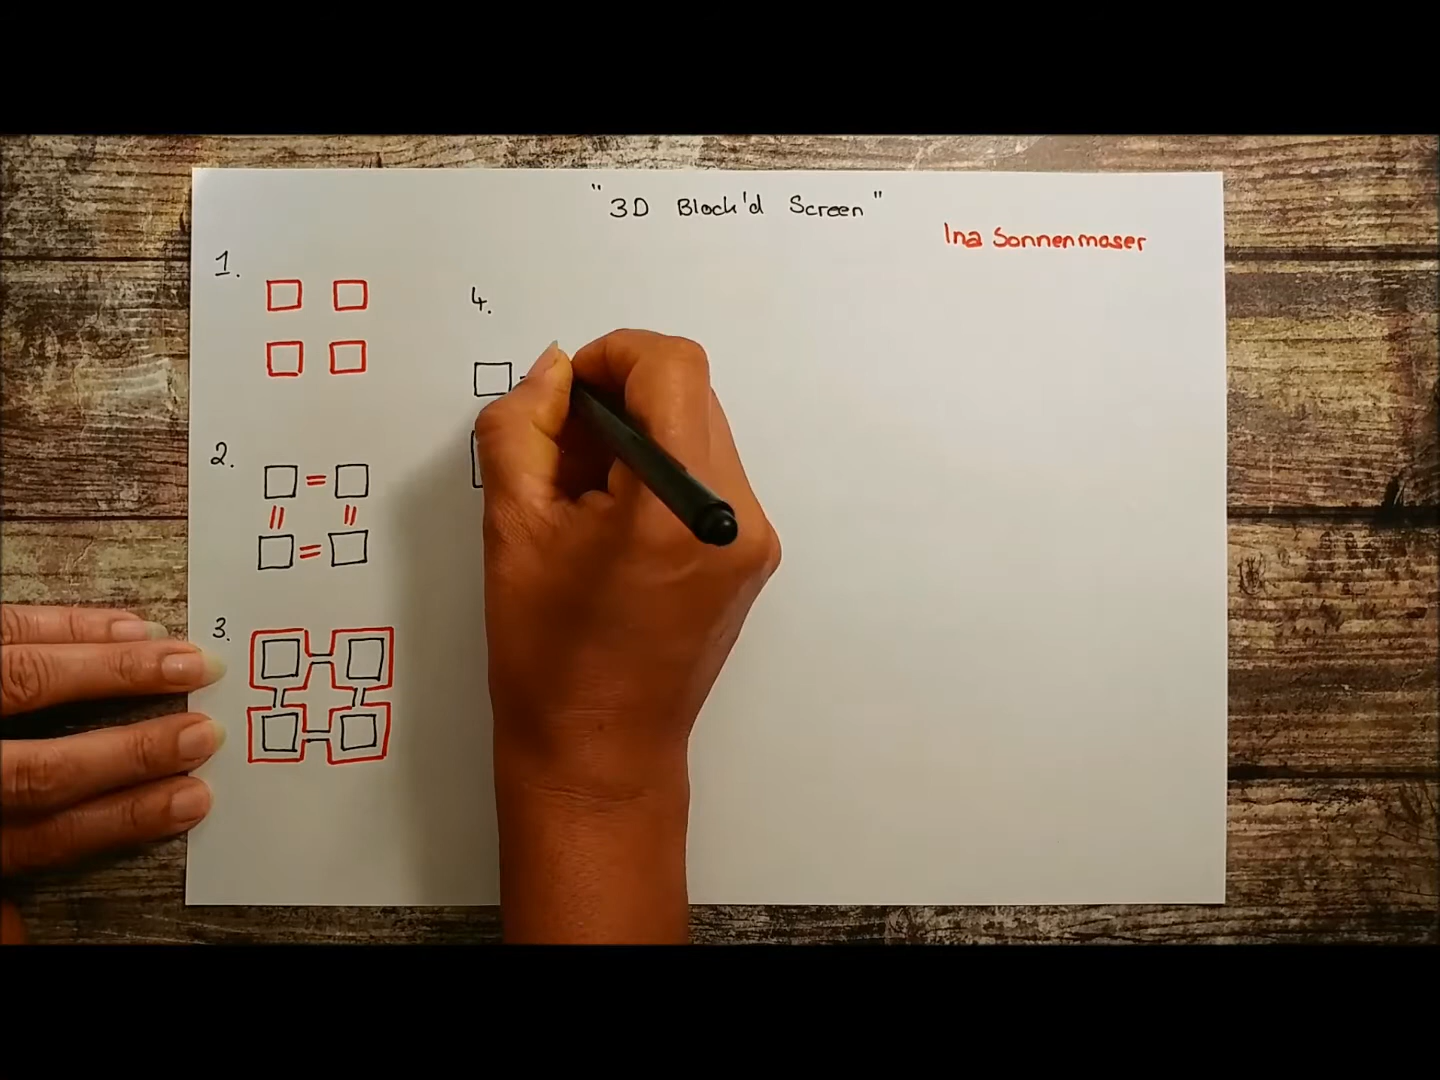 "3D Block'd Screen"
Ina Sonnenmoser
1.
2.
3.
4.